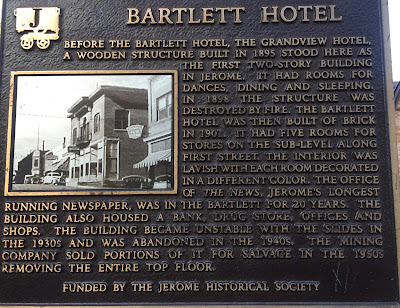 J
BARTLETT HOTEL
BEFORE THE BARTLETT HOTEL, THE GRANDVIEW HOTEL,
A WOODEN STRUCTURE BUILT IN 1895 STOOD HERE AS
THE FIRST TWO-STORY BUILDING
IN JEROME. IT HAD ROOMS FOR
DANCES, DINING AND SLEEPING.
IN 1898 THE STRUCTURE WAS
DESTROYED BY FIRE. THE BARTLETT
HOTEL WAS THEN BUILT OF BRICK
IN 1901. IT HAD FIVE ROOMS FOR
STORES ON THE SUB-LEVEL ALONG
FIRST STREET. THE INTERIOR WAS
LAVISH WITH EACH ROOM DECORATED
IN A DIFFERENT COLOR. THE OFFICE
OF THE NEWS, JEROME'S LONGEST
RUNNING NEWSPAPER, WAS IN THE BARTLETT FOR 20 YEARS. THE
BUILDING ALSO HOUSED A BANK, DRUG STORE, OFFICES AND
SHOPS. THE BUILDING BECAME UNSTABLE WITH THE SLIDES IN
THE 1930S AND WAS ABANDONED IN THE 1940S. THE MINING
COMPANY SOLD PORTIONS OF IT FOR SALVAGE IN THE 1950S
REMOVING THE ENTIRE TOP FLOOR.
FUNDED BY THE JEROME HISTORICAL SOCIETY